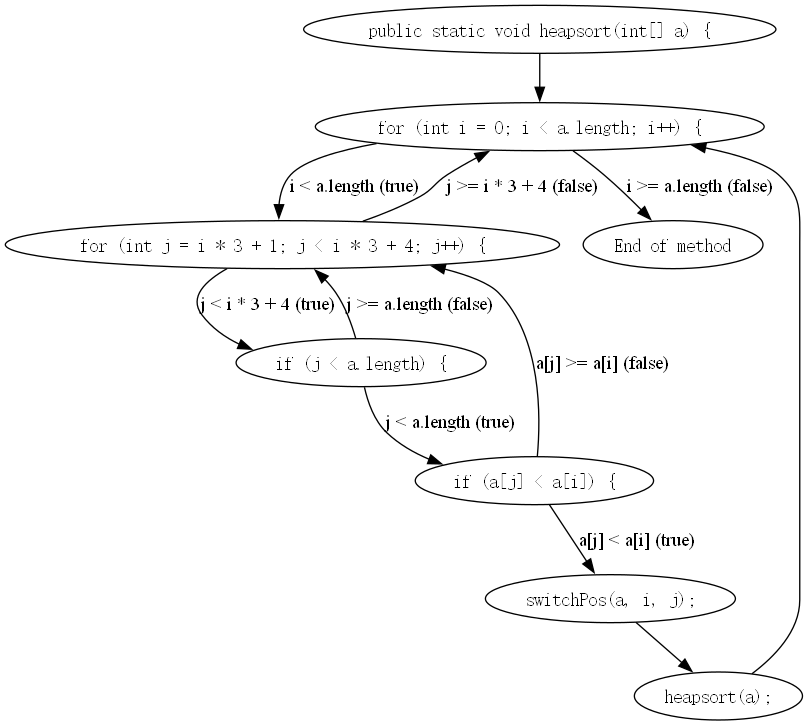 public static void heapsort(int[] a) {
for (int i = 0; i < a.length; i++) {
i < a.length (true)
j >= i * 3 + 4 (false)
i >= a.length (false)
for (int j = i * 3 + 1; j < i * 3 + 4; j++) {
End of method
j < i * 3 + 4 (true)
j >= a.length (false)
if (j < a.length) {
a[j] >= a[i] (false)
j < a.length (true)
if (a[j] < a[i]) {
a[j] < a[i] (true)
switchPos(a, i, j);
heapsort(a);